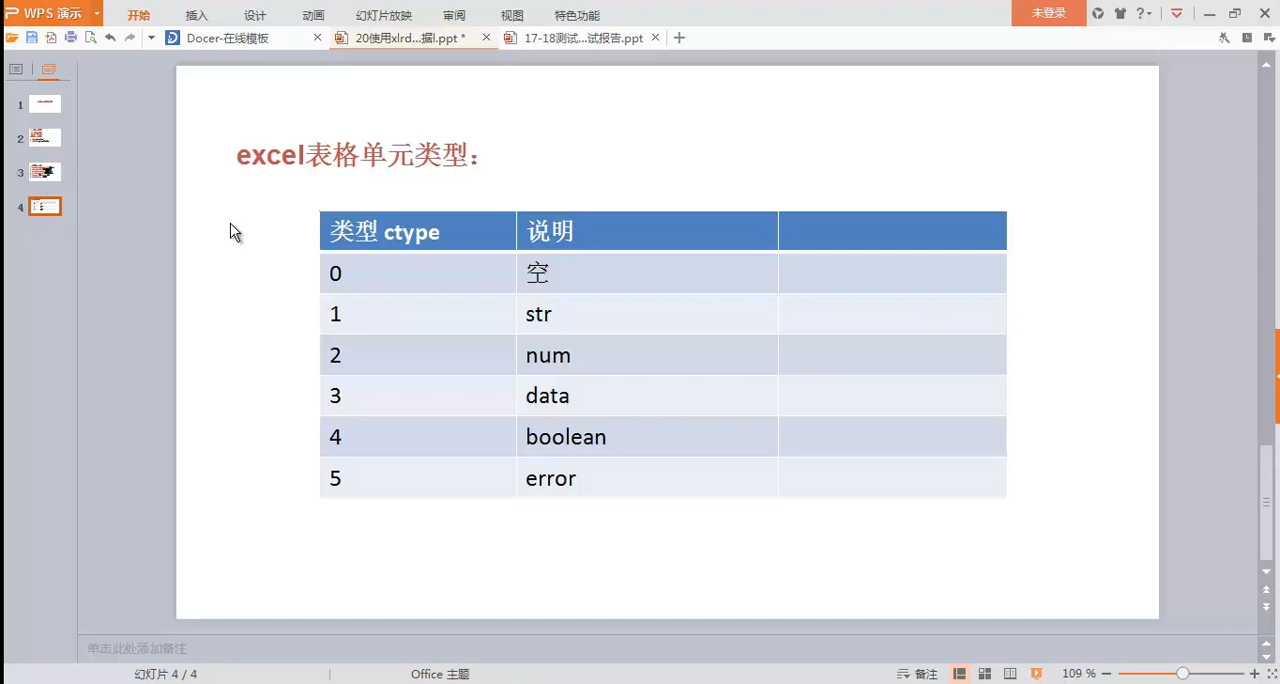 WPS 演示
开始 插入 设计 动画 幻灯片放映 审阅 视图 特色功能
未登录
Docer-在线模板
20使用xlrd...掘l.ppt *
17-18测试...试报告.ppt
1
2
3
4
excel表格单元类型：
类型 ctype 说明
0 空
1 str
2 num
3 data
4 boolean
5 error
单击此处添加备注
幻灯片 4 / 4
Office 主题
备注
109 %